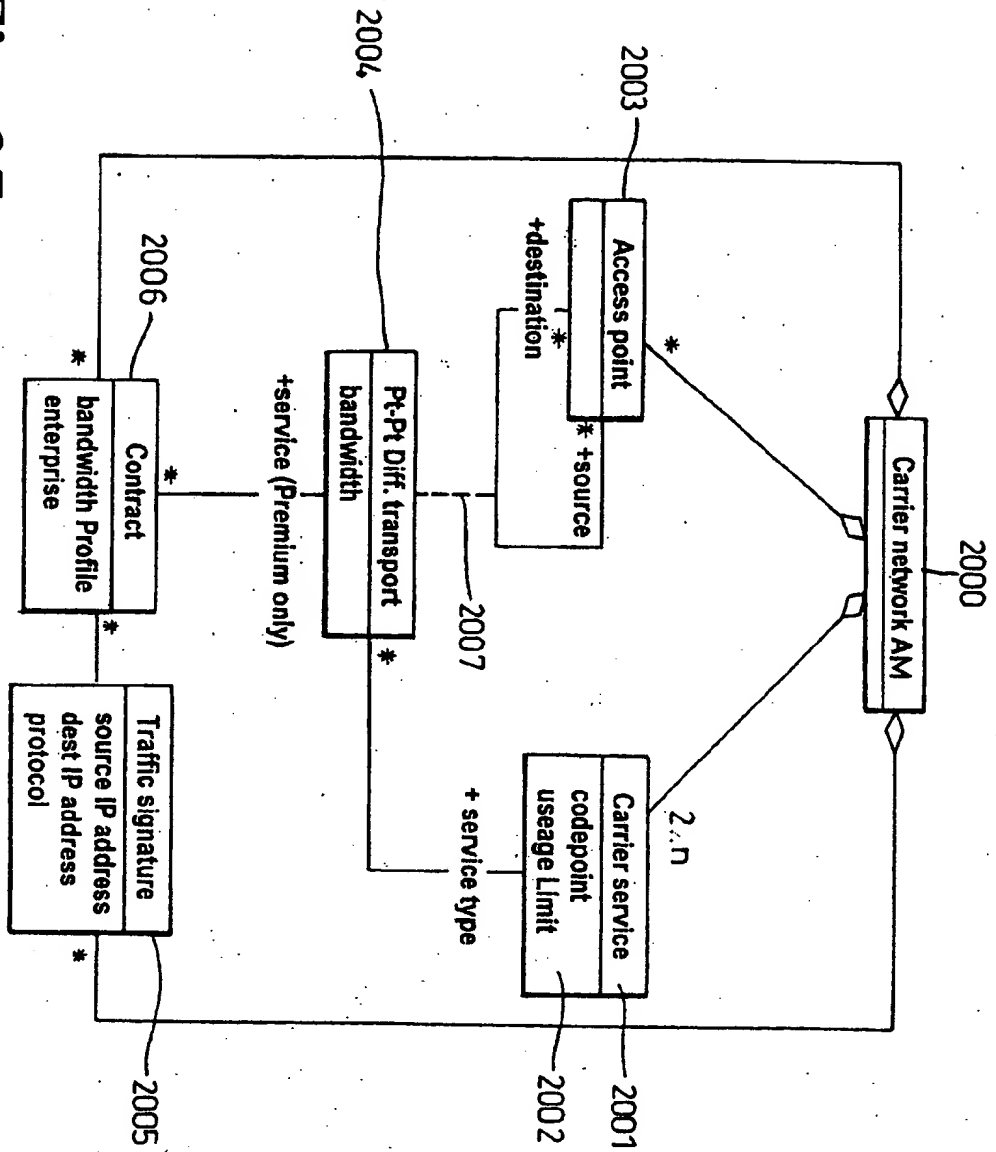 2000
Carrier network AM
*
2..n
2003
Access point
Carrier service
2001
codepoint
useage Limit
2002
* +source
*
+destination
+ service type
2007
2004
Pt-Pt Diff. transport
bandwidth
*
+service (Premium only)
*
2006
Contract
bandwidth Profile
enterprise
*
*
Traffic signature
source IP address
dest IP address
protocol
2005
*